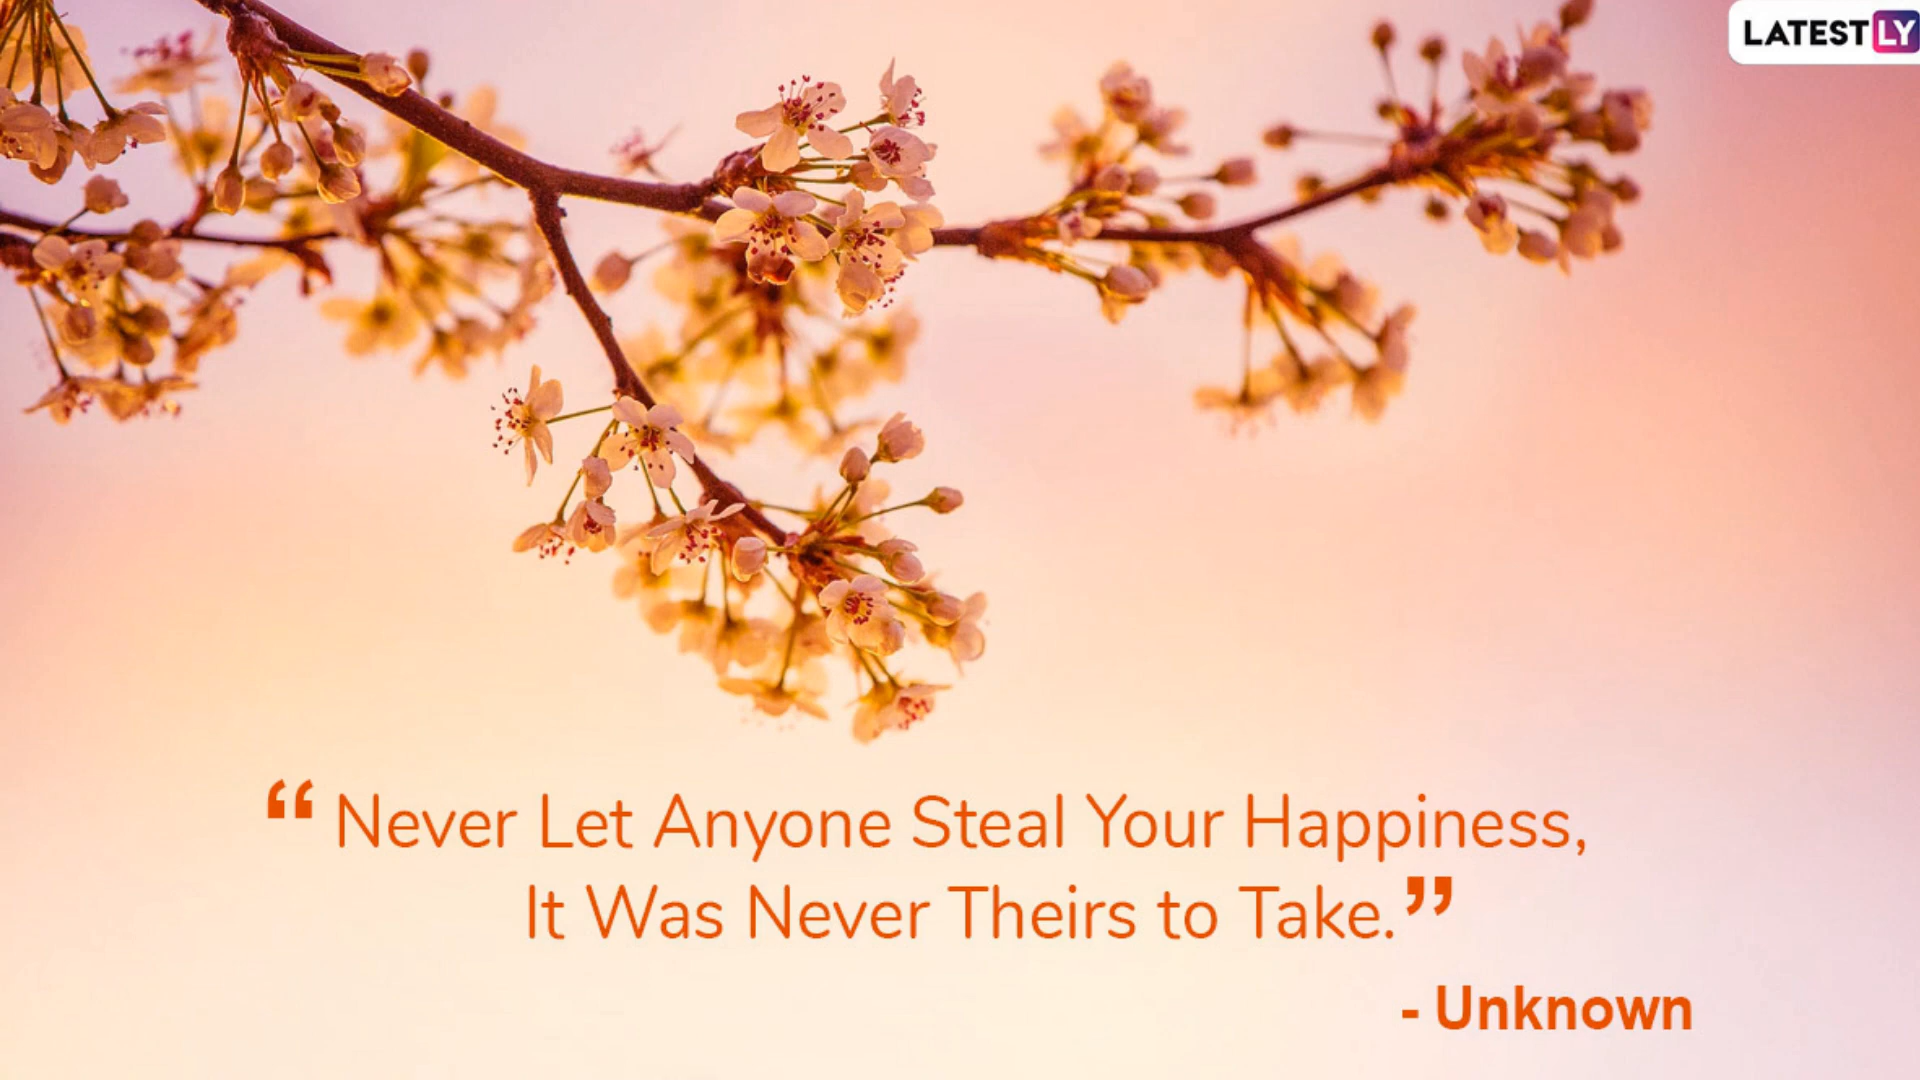 LATESTLY
“Never Let Anyone Steal Your Happiness,
It Was Never Theirs to Take.”
- Unknown